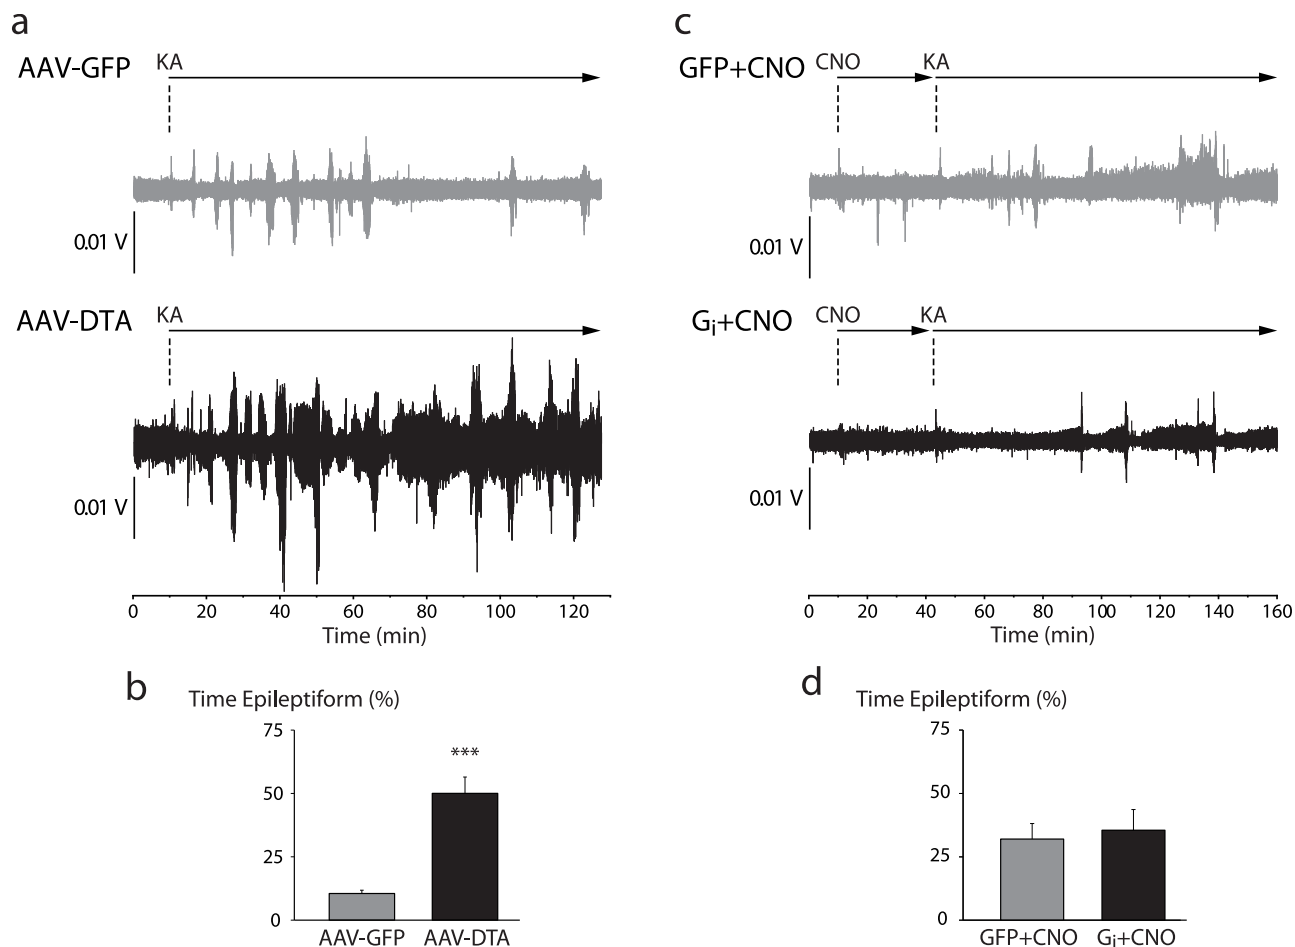 a
AAV-GFP
KA
0.01 V
AAV-DTA
KA
0.01 V
0 20 40 60 80 100 120
Time (min)
b
Time Epileptiform (%)
75
50
25
0
***
AAV-GFP AAV-DTA
c
GFP+CNO
CNO KA
0.01 V
Gi+CNO
CNO KA
0.01 V
0 20 40 60 80 100 120 140 160
Time (min)
d
Time Epileptiform (%)
75
50
25
0
GFP+CNO Gi+CNO